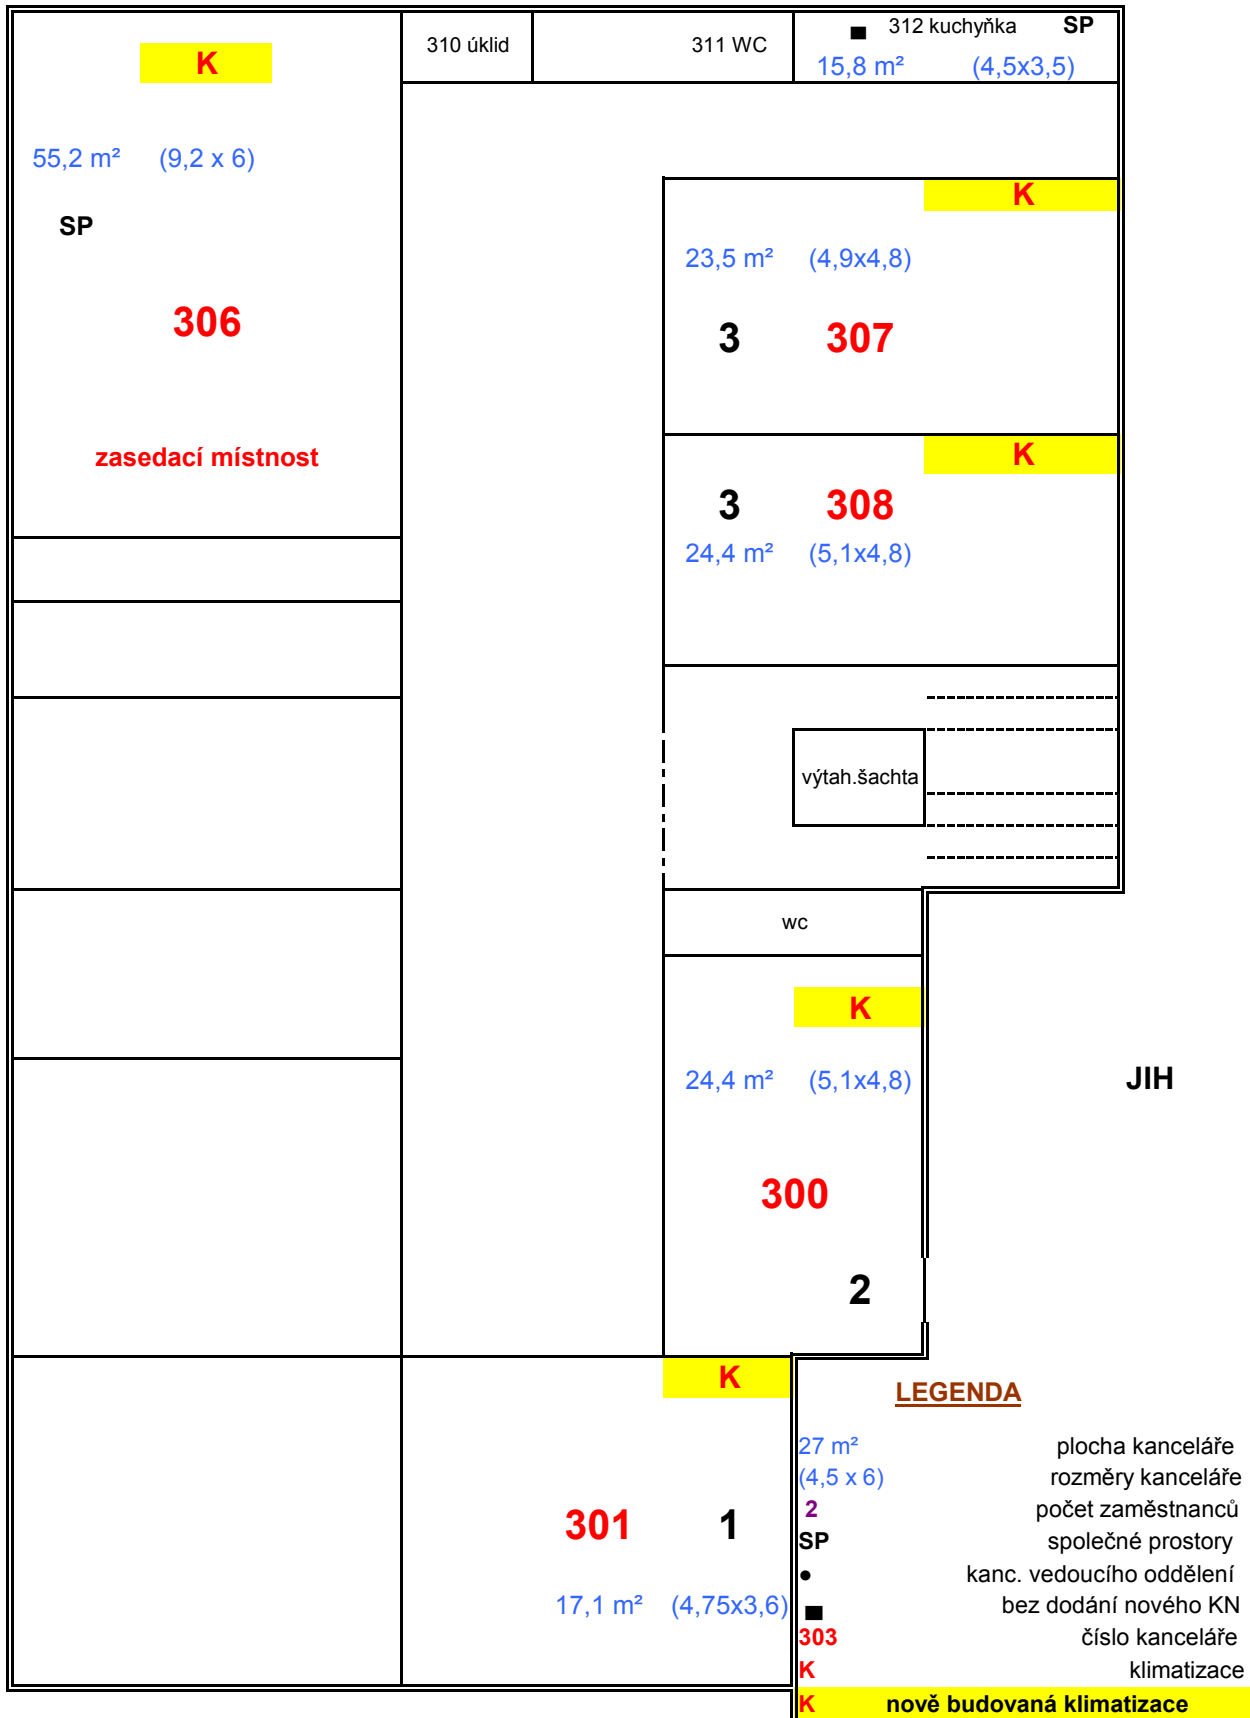 310 úklid
311 WC
312 kuchyňka SP
15,8 m² (4,5x3,5)
K
55,2 m² (9,2 x 6)
SP
306
zasedací místnost
K
23,5 m² (4,9x4,8)
3 307
K
3 308
24,4 m² (5,1x4,8)
výtah.šachta
wc
K
24,4 m² (5,1x4,8)
300
2
JIH
K
301 1
17,1 m² (4,75x3,6)
LEGENDA
27 m² plocha kanceláře
(4,5 x 6) rozměry kanceláře
2 počet zaměstnanců
SP společné prostory
● kanc. vedoucího oddělení
■ bez dodání nového KN
303 číslo kanceláře
K klimatizace
K nově budovaná klimatizace